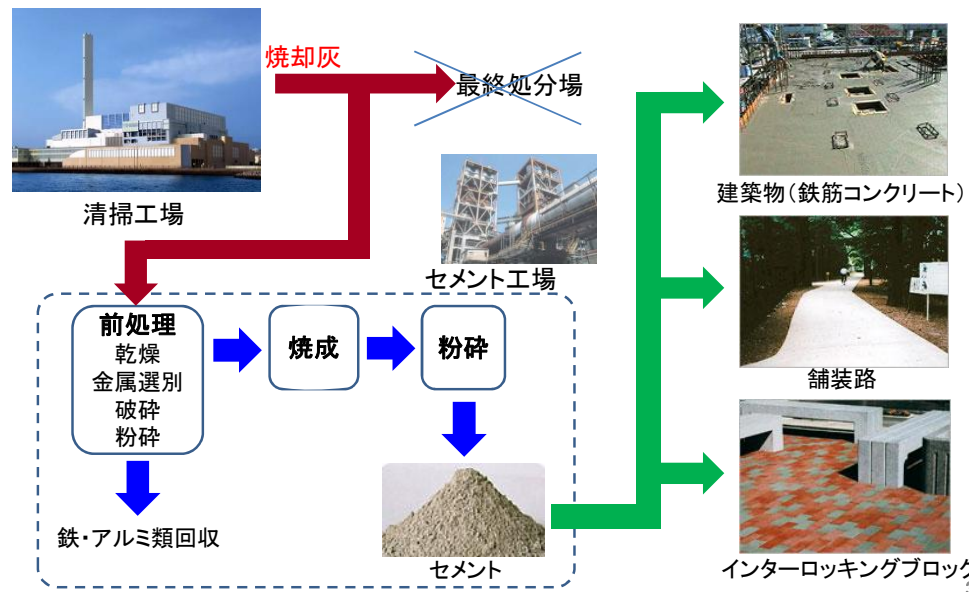 焼却灰
最終処分場
清掃工場
セメント工場
前処理
乾燥
金属選別
破砕
粉砕
焼成
粉砕
鉄・アルミ類回収
セメント
建築物(鉄筋コンクリート)
舗装路
インターロッキングブロック